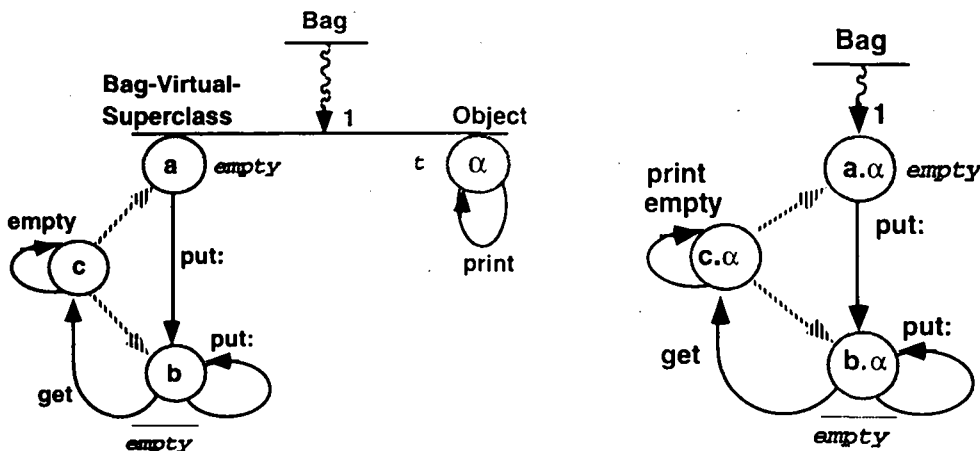 Bag
Bag-Virtual-
Superclass
1
Object
a
empty
t
α
empty
put:
c
print
put:
b
get
empty
Bag
1
a.α
empty
print
empty
put:
c.α
put:
get
b.α
empty